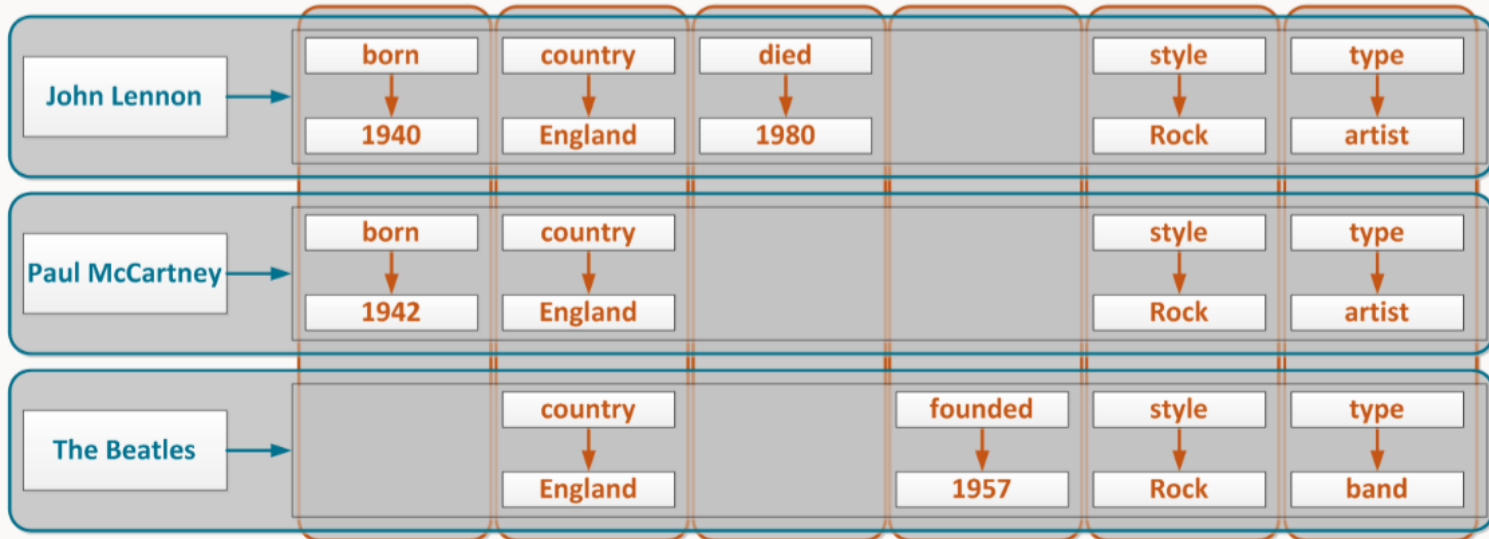 born country died style type
John Lennon
1940 England 1980 Rock artist
born country style type
Paul McCartney
1942 England Rock artist
country founded style type
The Beatles
England 1957 Rock band